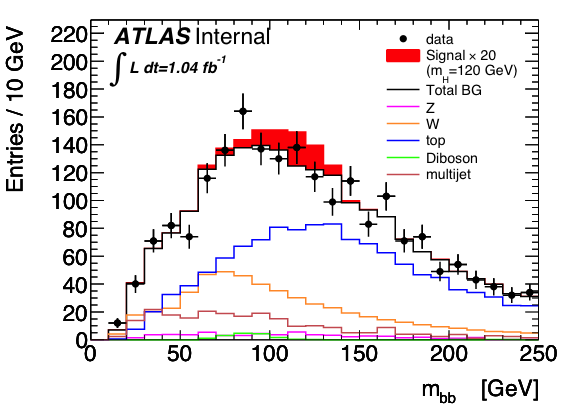 Entries / 10 GeV
220
200
180
160
140
120
100
80
60
40
20
0
ATLAS Internal
∫ L dt=1.04 fb⁻¹
data
Signal × 20
(m_H=120 GeV)
Total BG
Z
W
top
Diboson
multijet
0 50 100 150 200 250
m_bb [GeV]